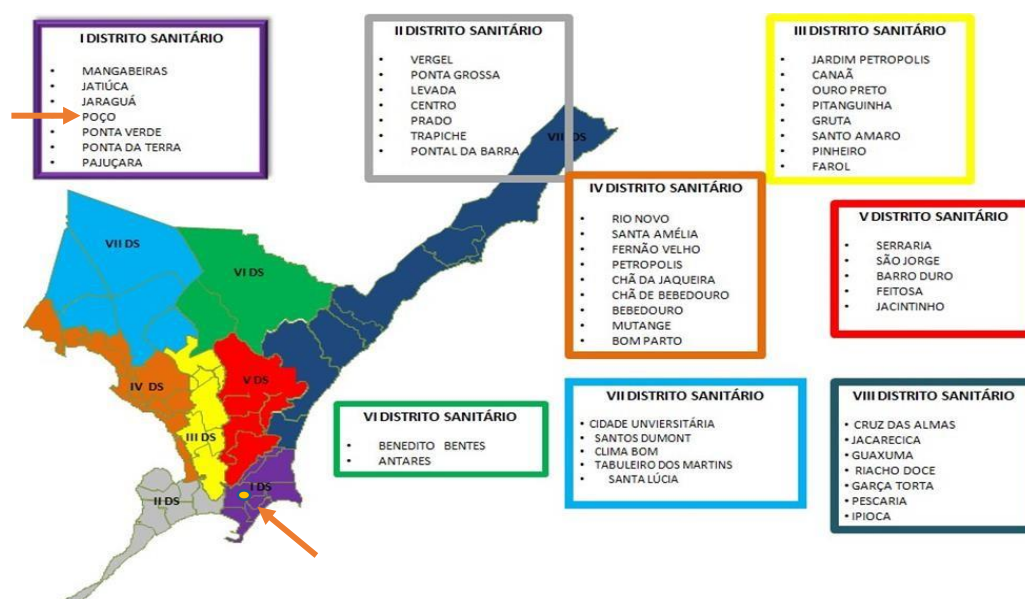 I DISTRITO SANITÁRIO
• MANGABEIRAS
• JATIÚCA
• JARAGUÁ
• POÇO
• PONTA VERDE
• PONTA DA TERRA
• PAJUÇARA
II DISTRITO SANITÁRIO
• VERGEL
• PONTA GROSSA
• LEVADA
• CENTRO
• PRADO
• TRAPICHE
• PONTAL DA BARRA
III DISTRITO SANITÁRIO
• JARDIM PETROPOLIS
• CANAÃ
• OURO PRETO
• PITANGUINHA
• GRUTA
• SANTO AMARO
• PINHEIRO
• FAROL
IV DISTRITO SANITÁRIO
• RIO NOVO
• SANTA AMÉLIA
• FERNÃO VELHO
• PETROPOLIS
• CHÃ DA JAQUEIRA
• CHÃ DE BEBEDOURO
• BEBEDOURO
• MUTANGE
• BOM PARTO
V DISTRITO SANITÁRIO
• SERRARIA
• SÃO JORGE
• BARRO DURO
• FEITOSA
• JACINTINHO
VI DISTRITO SANITÁRIO
• BENEDITO BENTES
• ANTARES
VII DISTRITO SANITÁRIO
• CIDADE UNVIERSITÁRIA
• SANTOS DUMONT
• CLIMA BOM
• TABULEIRO DOS MARTINS
• SANTA LÚCIA
VIII DISTRITO SANITÁRIO
• CRUZ DAS ALMAS
• JACARECICA
• GUAXUMA
• RIACHO DOCE
• GARÇA TORTA
• PESCARIA
• IPIOCA
VII DS
VII DS
VI DS
V DS
IV DS
III DS
I DS
II DS